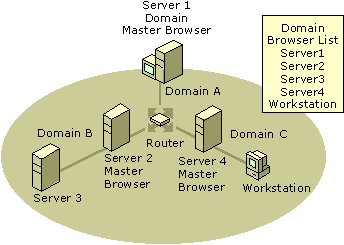 Server 1
Domain
Master Browser
Domain
Browser List
Server1
Server2
Server3
Server4
Workstation
Domain A
Domain B
Router
Domain C
Server 2
Master
Browser
Server 4
Master
Browser
Server 3
Workstation